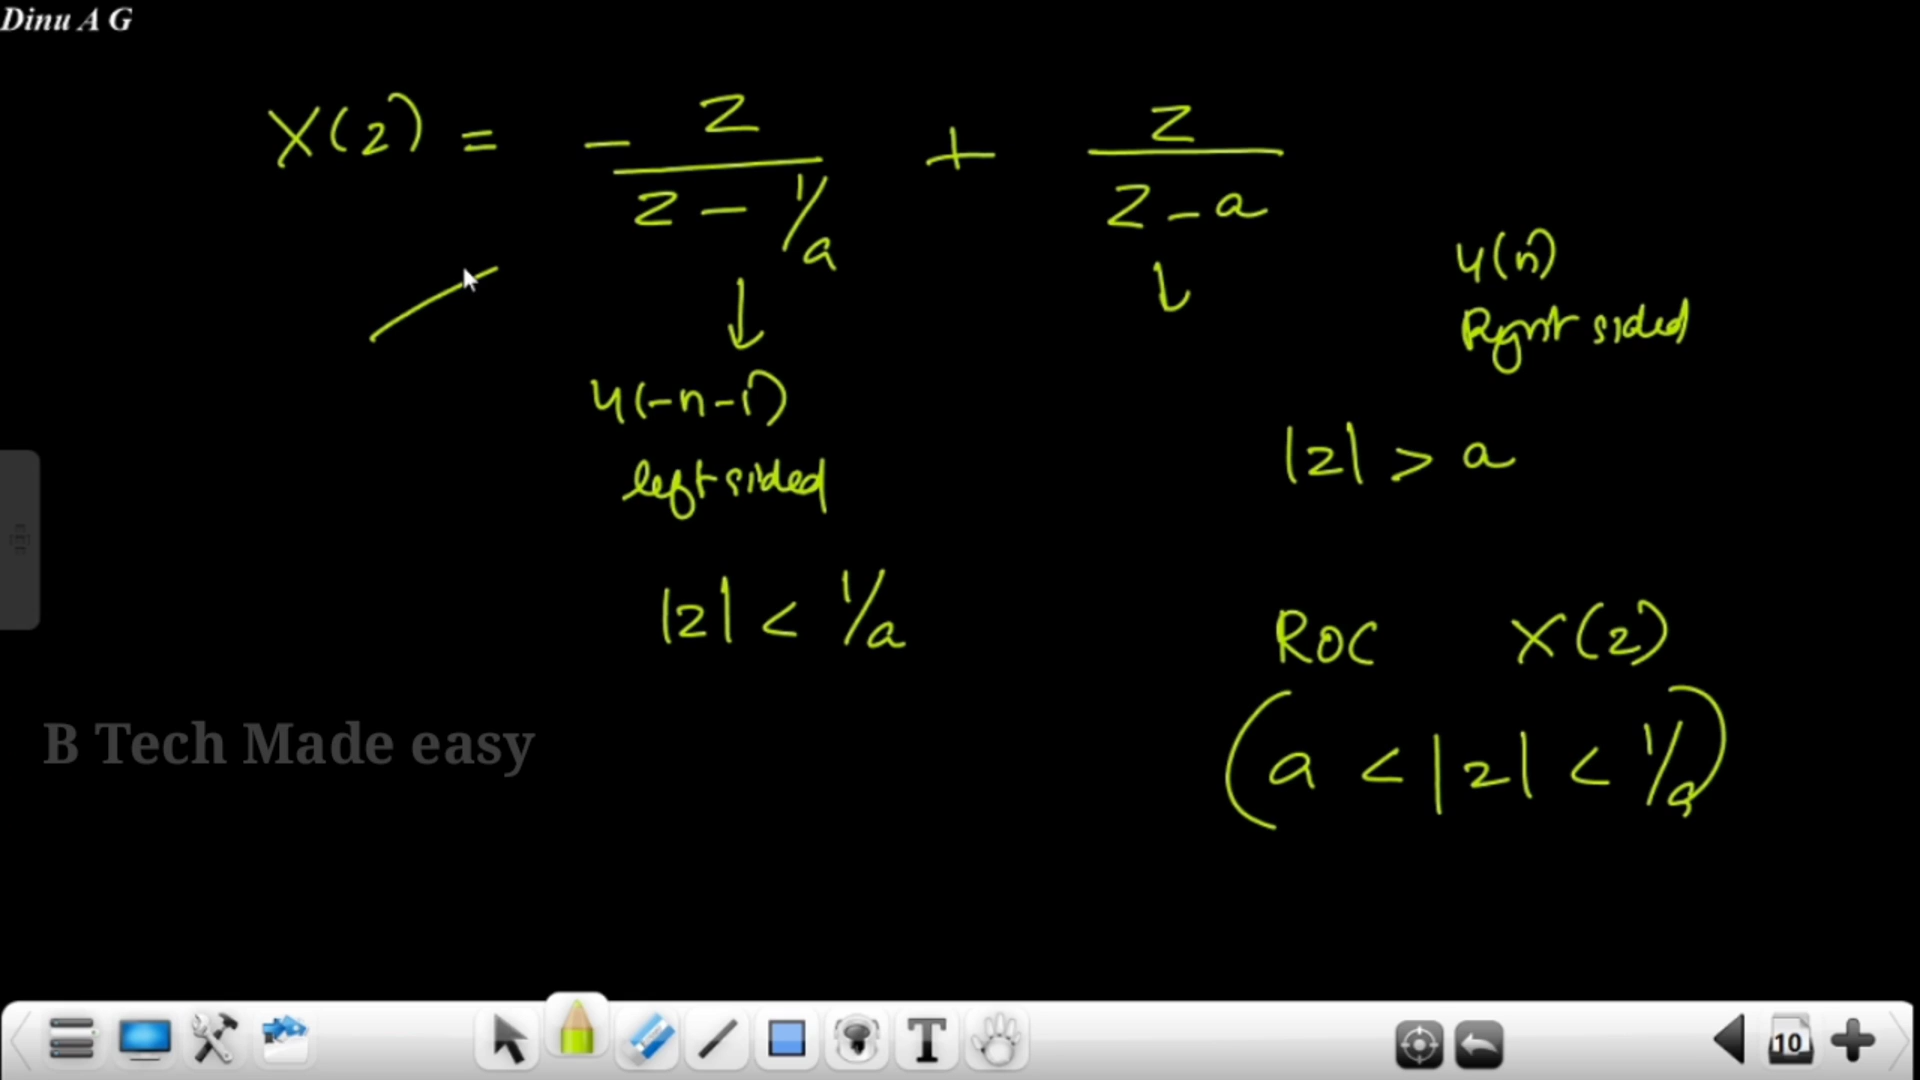 Dinu A G
X(z) = - z / (z - 1/a) + z / (z - a)
u(n)
Right sided
u(-n-1)
left sided
|z| > a
|z| < 1/a
ROC X(z)
(a < |z| < 1/a)
B Tech Made easy
T
10